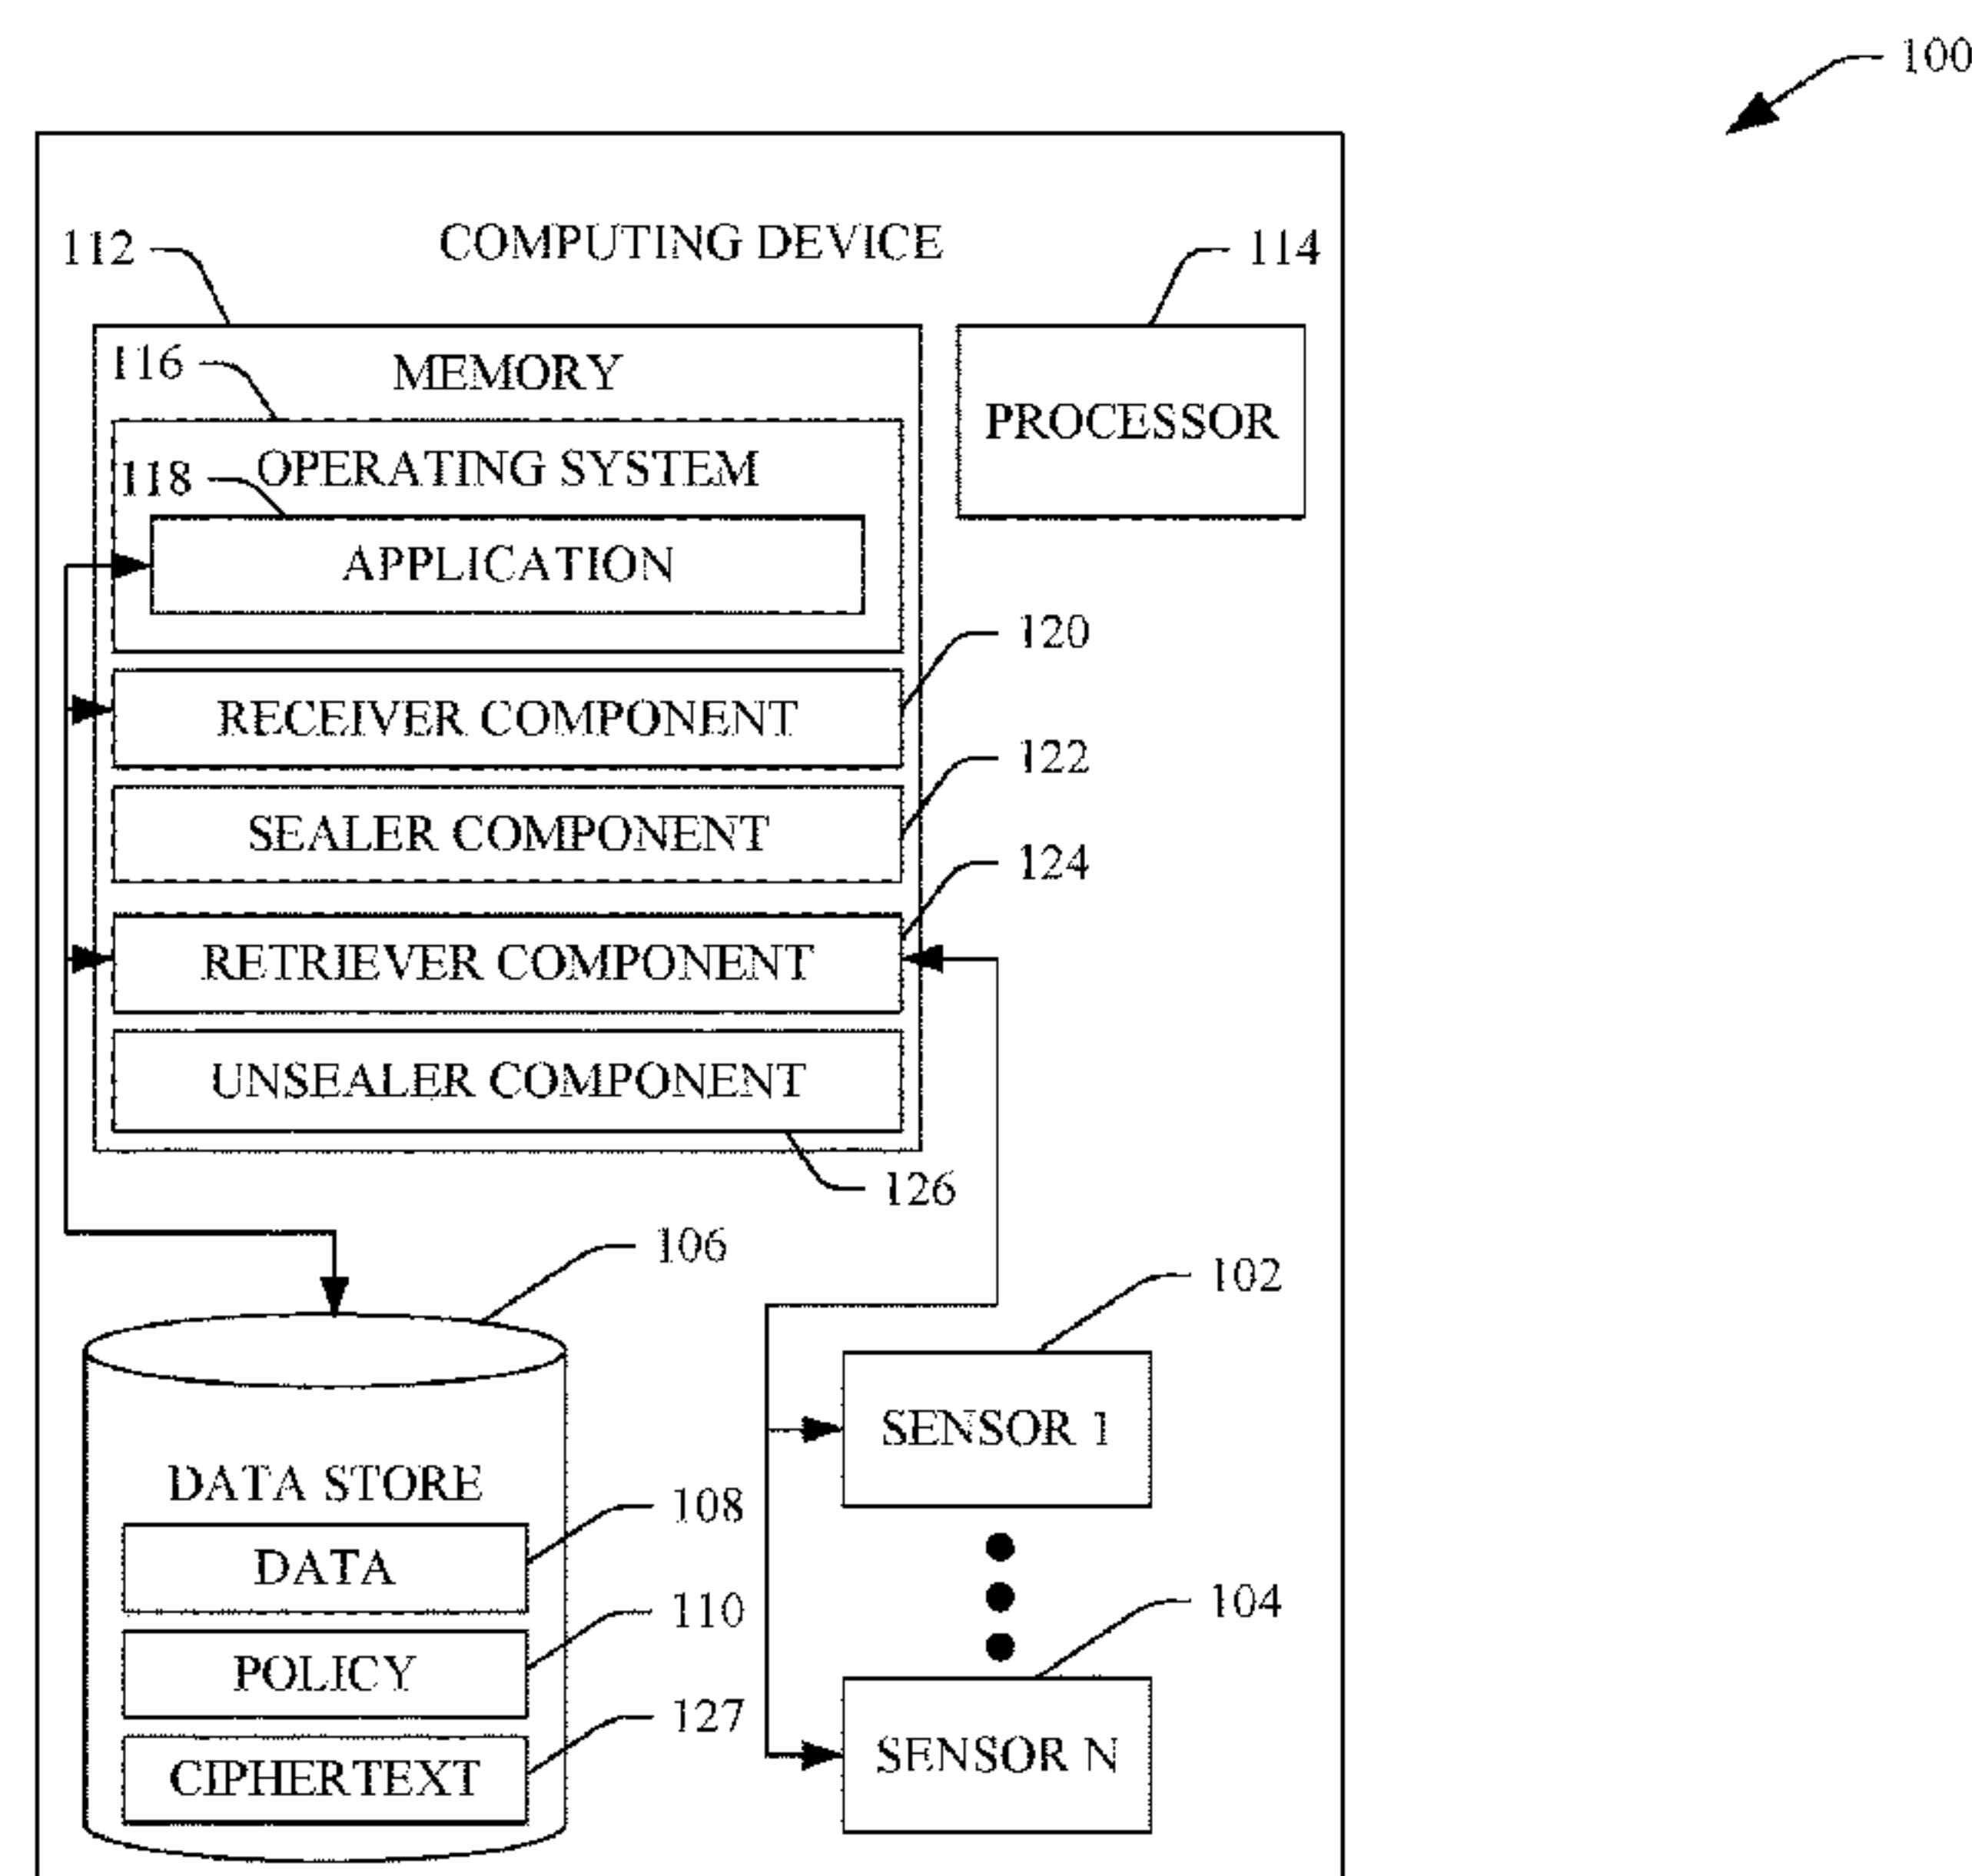 100
COMPUTING DEVICE
112
114
MEMORY
116
PROCESSOR
OPERATING SYSTEM
118
APPLICATION
120
RECEIVER COMPONENT
122
SEALER COMPONENT
124
RETRIEVER COMPONENT
UNSEALER COMPONENT
126
106
102
SENSOR 1
DATA STORE
108
DATA
104
110
POLICY
127
SENSOR N
CIPHERTEXT